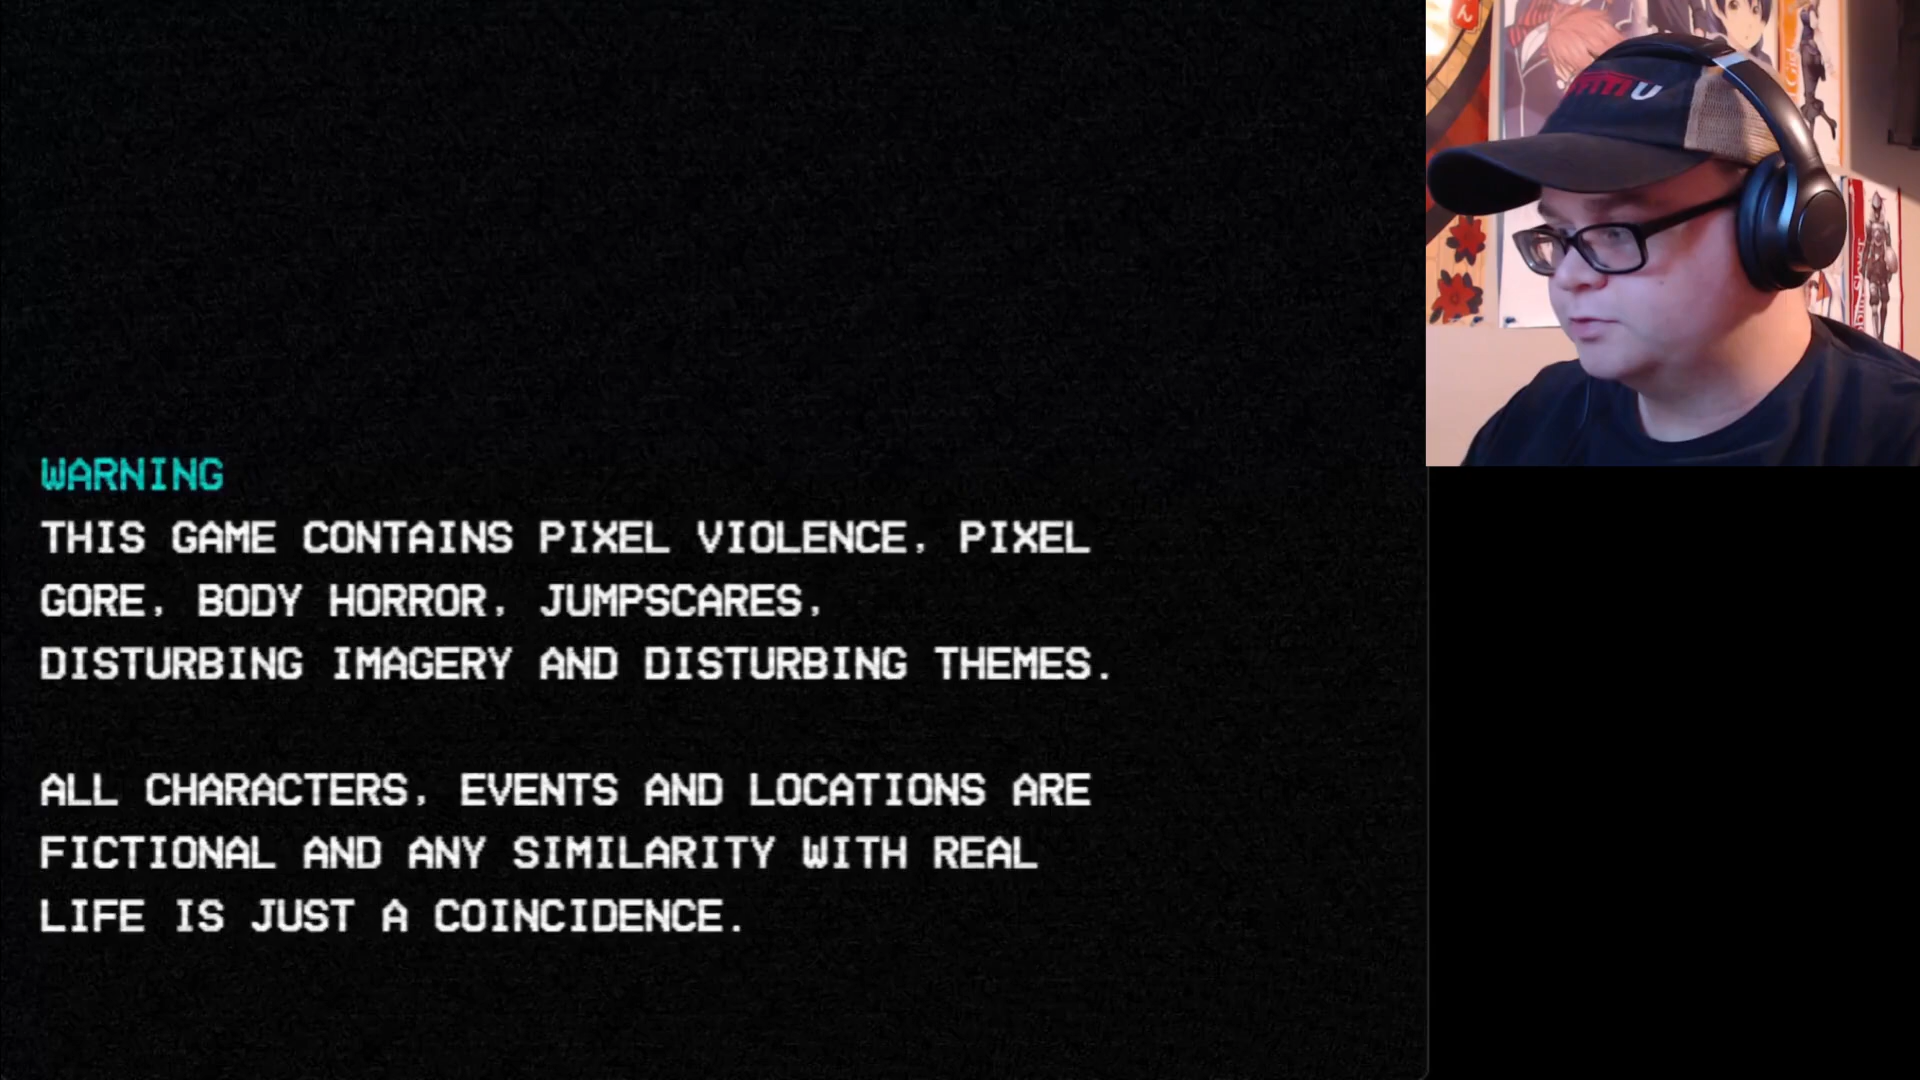 WARNING
THIS GAME CONTAINS PIXEL VIOLENCE, PIXEL
GORE, BODY HORROR, JUMPSCARES,
DISTURBING IMAGERY AND DISTURBING THEMES.
ALL CHARACTERS, EVENTS AND LOCATIONS ARE
FICTIONAL AND ANY SIMILARITY WITH REAL
LIFE IS JUST A COINCIDENCE.